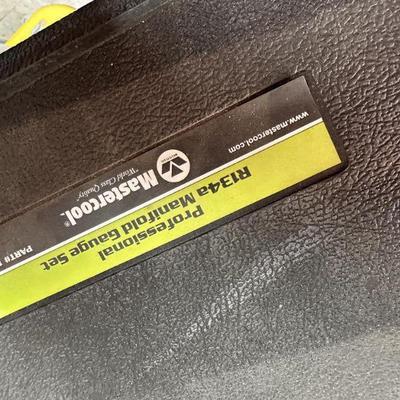 Mastercool®
"World Class Quality"
www.mastercool.com
PART#
R134a Manifold Gauge Set
Professional